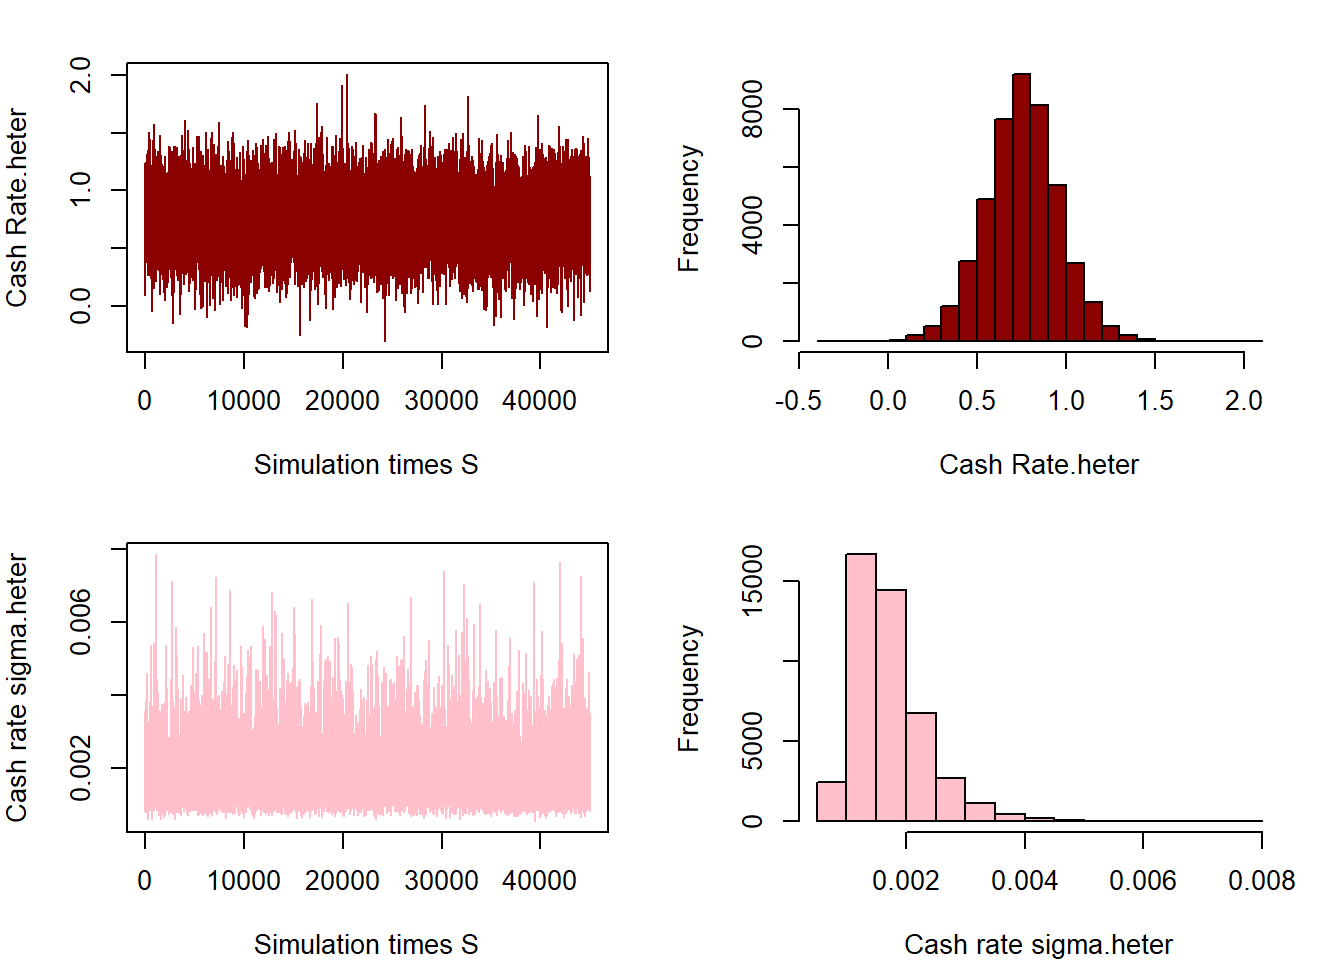 Cash Rate.heter
0.0 1.0 2.0
0 10000 20000 30000 40000
Simulation times S
Frequency
0 4000 8000
-0.5 0.0 0.5 1.0 1.5 2.0
Cash Rate.heter
Cash rate sigma.heter
0.002 0.006
0 10000 20000 30000 40000
Simulation times S
Frequency
0 5000 15000
0.002 0.004 0.006 0.008
Cash rate sigma.heter